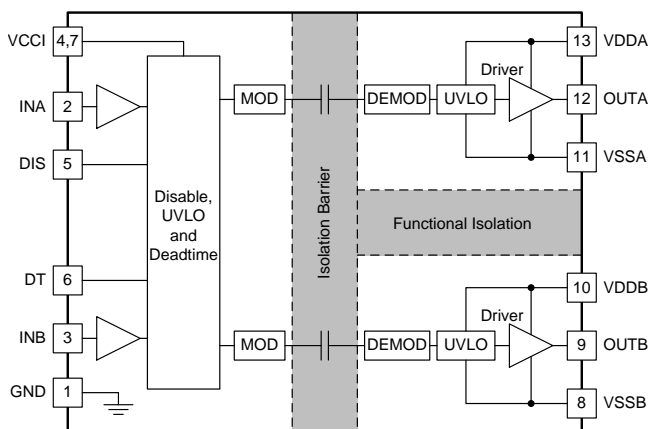 VCCI 4,7
INA 2
DIS 5
DT 6
INB 3
GND 1
Disable,
UVLO
and
Deadtime
MOD
MOD
Isolation Barrier
Functional Isolation
DEMOD
UVLO
Driver
13 VDDA
12 OUTA
11 VSSA
DEMOD
UVLO
Driver
10 VDDB
9 OUTB
8 VSSB